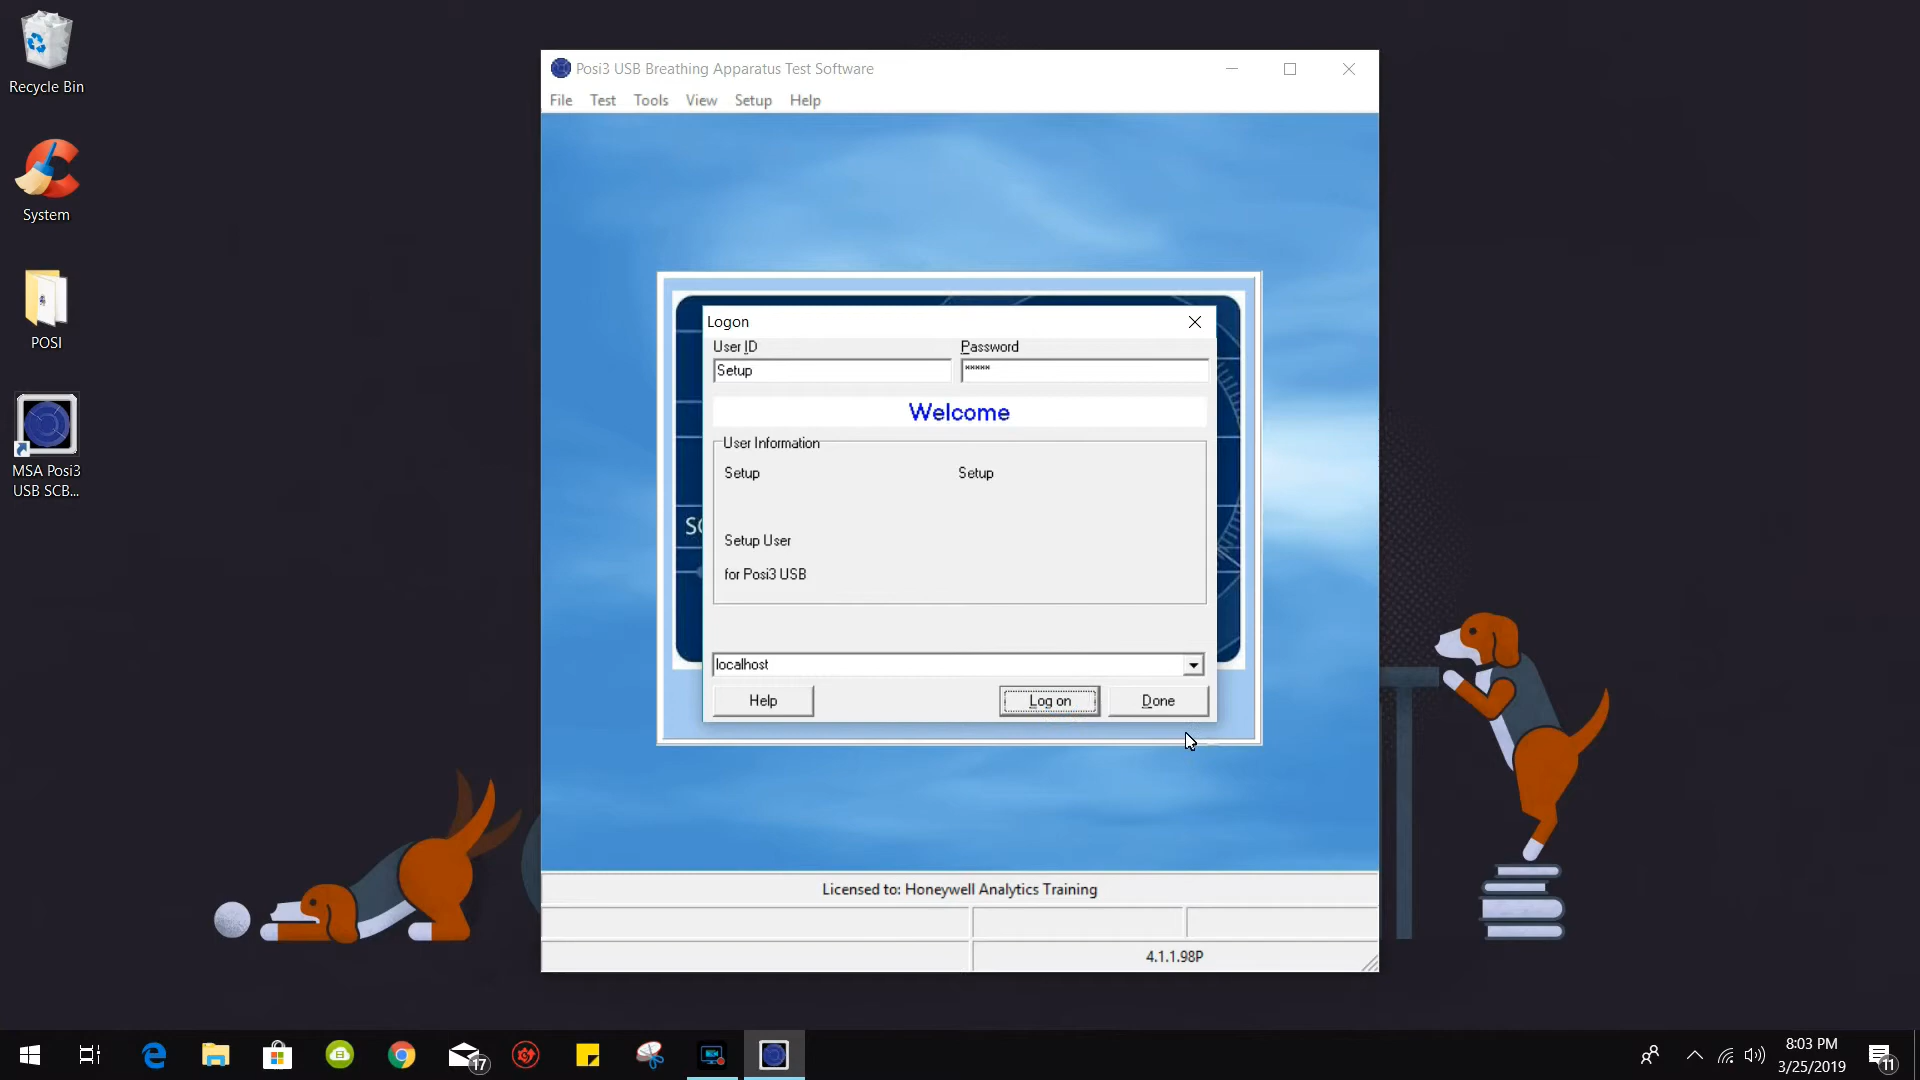 Recycle Bin
System
POSI
MSA Posi3
USB SCB...
Posi3 USB Breathing Apparatus Test Software
File Test Tools View Setup Help
Logon
User ID Password
Setup *****
Welcome
User Information
Setup Setup
Setup User
for Posi3 USB
localhost
Help Log on Done
Licensed to: Honeywell Analytics Training
4.1.1.98P
17
8:03 PM
3/25/2019
11